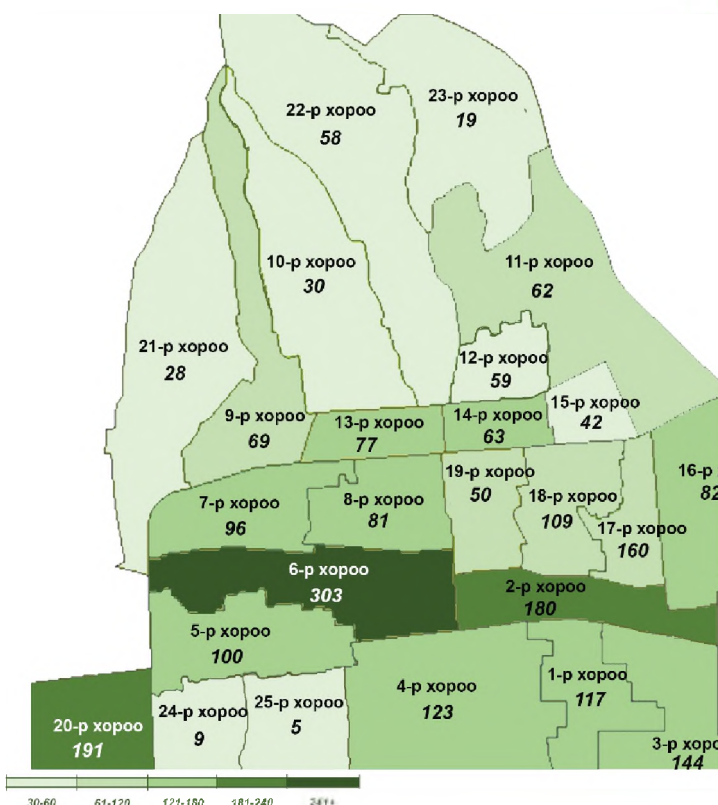 22-р хороо
58
23-р хороо
19
10-р хороо
30
11-р хороо
62
21-р хороо
28
12-р хороо
59
9-р хороо
69
13-р хороо
77
14-р хороо
63
15-р хороо
42
7-р хороо
96
8-р хороо
81
19-р хороо
50
18-р хороо
109
17-р хороо
160
16-р
82
6-р хороо
303
2-р хороо
180
5-р хороо
100
4-р хороо
123
1-р хороо
117
3-р хоро
144
20-р хороо
191
24-р хороо
9
25-р хороо
5
30-60 61-120 121-180 181-240 241+